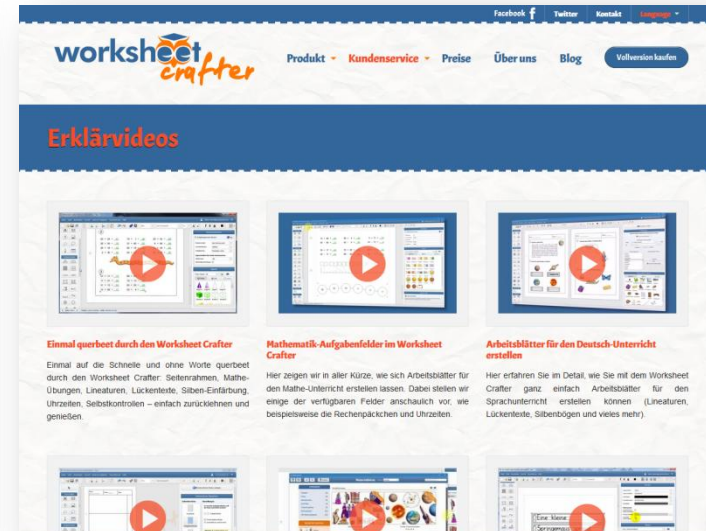 Facebook f Twitter Kontakt Language
worksheet
crafter
Produkt Kundenservice Preise Über uns Blog Vollversion kaufen
Erklärvideos
Einmal querbeet durch den Worksheet Crafter
Einmal auf die Schnelle und ohne Worte querbeet
durch den Worksheet Crafter: Seitenrahmen, Mathe-
Übungen, Lineaturen, Lückentexte, Silben-Einfärbung,
Uhrzeiten, Selbstkontrollen – einfach zurücklehnen und
genießen.
Mathematik-Aufgabenfelder im Worksheet
Crafter
Hier zeigen wir in aller Kürze, wie sich Arbeitsblätter für
den Mathe-Unterricht erstellen lassen. Dabei stellen wir
einige der verfügbaren Felder anschaulich vor, wie
beispielsweise die Rechenpäckchen und Uhrzeiten.
Arbeitsblätter für den Deutsch-Unterricht
erstellen
Hier erfahren Sie im Detail, wie Sie mit dem Worksheet
Crafter ganz einfach Arbeitsblätter für den
Sprachunterricht erstellen können (Lineaturen,
Lückentexte, Silbenbögen und vieles mehr).
Eine kleine